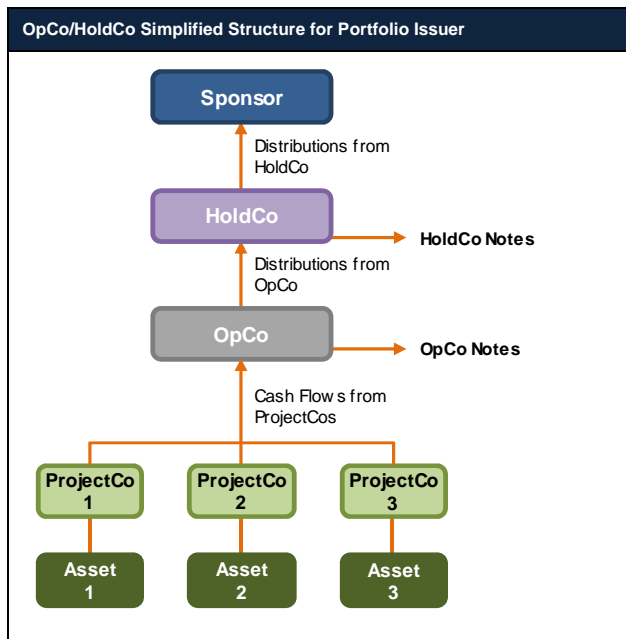 OpCo/HoldCo Simplified Structure for Portfolio Issuer
Sponsor
Distributions from
HoldCo
HoldCo
HoldCo Notes
Distributions from
OpCo
OpCo
OpCo Notes
Cash Flows from
ProjectCos
ProjectCo
1
ProjectCo
2
ProjectCo
3
Asset
1
Asset
2
Asset
3